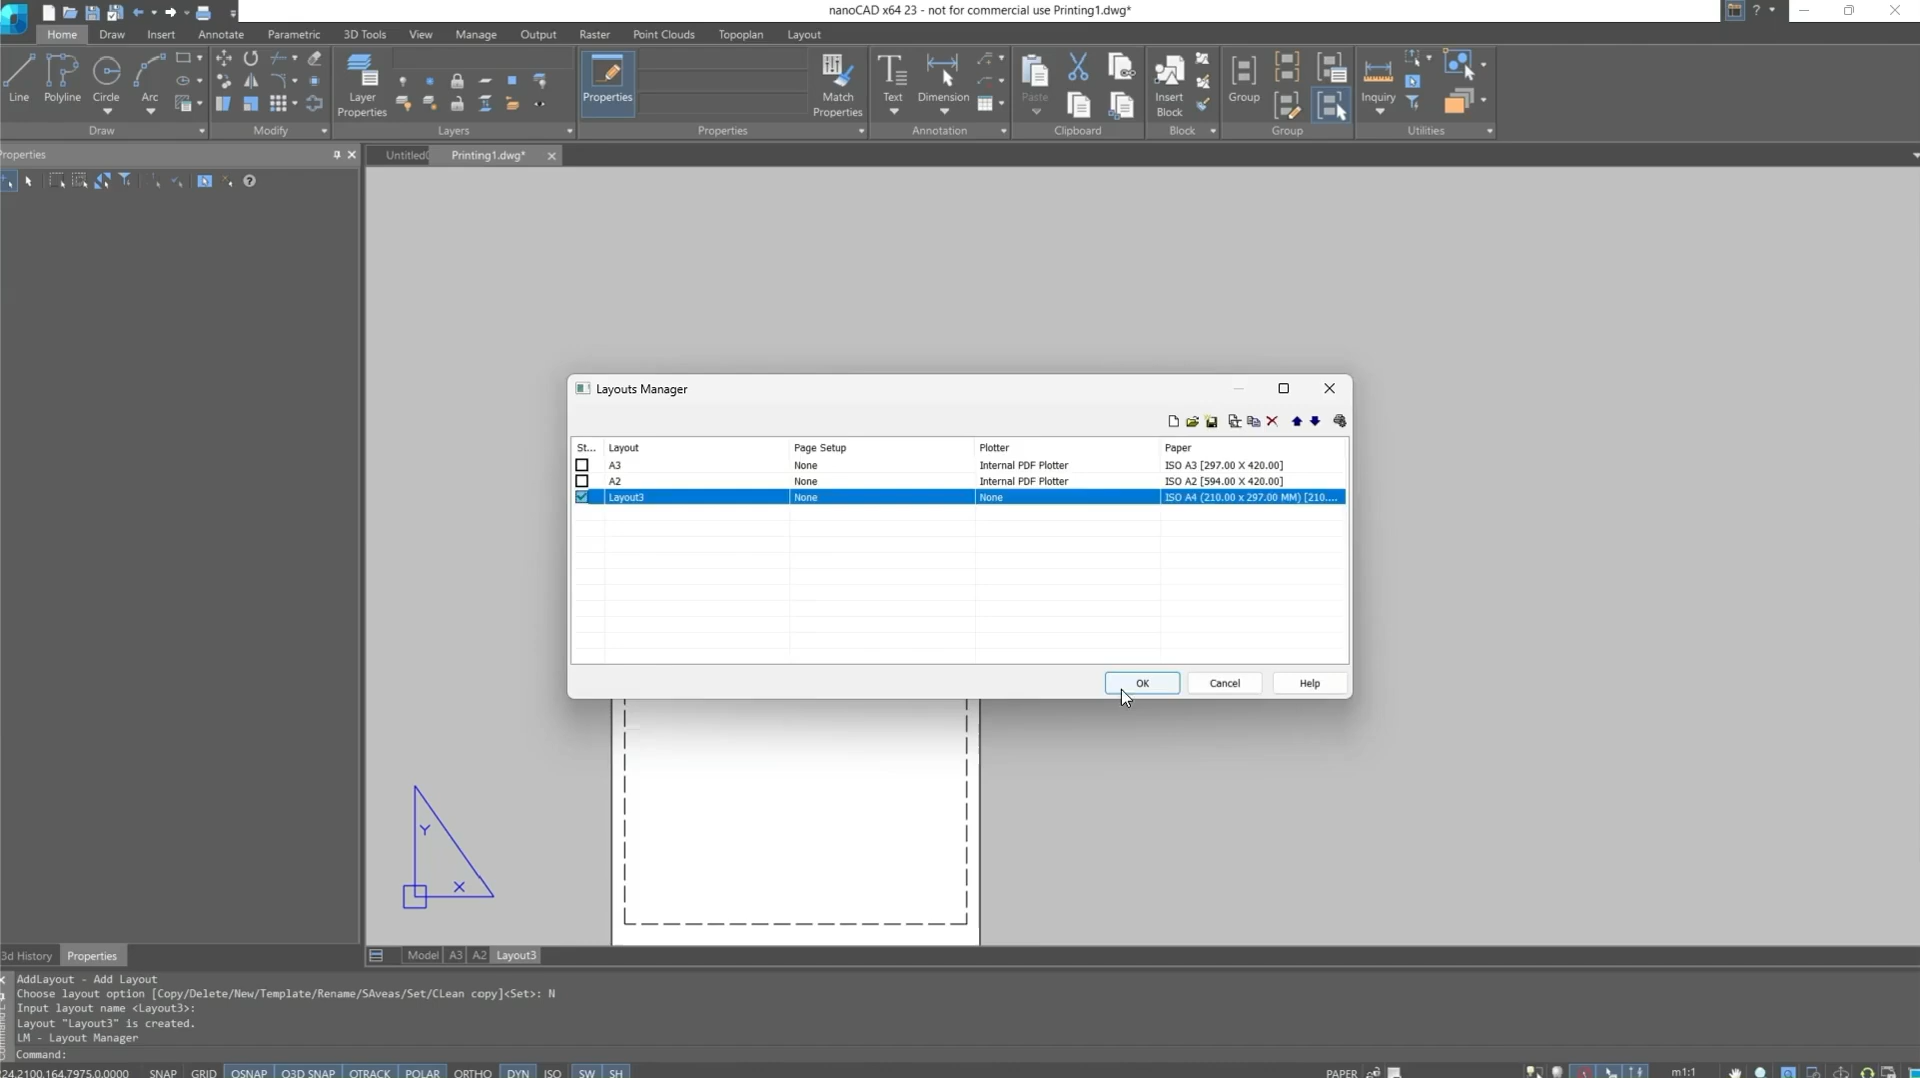 nanoCAD x64 23 - not for commercial use Printing1.dwg*
Home Draw Insert Annotate Parametric 3D Tools View Manage Output Raster Point Clouds Topoplan Layout
Line Polyline Circle Arc
Layer Properties
Properties
Match Properties
Text Dimension
Paste
Insert Block
Group
Inquiry
Draw Modify Layers Properties Annotation Clipboard Block Group Utilities
Properties
Printing1.dwg*
Layouts Manager
St... Layout Page Setup Plotter Paper
A3 None Internal PDF Plotter ISO A3 [297.00 X 420.00]
A2 None Internal PDF Plotter ISO A2 [594.00 X 420.00]
Layout3 None None ISO A4 (210.00 x 297.00 MM) [210....
OK Cancel Help
Y
X
3d History Properties
Model A3 A2 Layout3
AddLayout - Add Layout
Choose layout option [Copy/Delete/New/Template/Rename/SAveas/Set/CLean copy]<Set>: N
Input layout name <Layout3>:
Layout "Layout3" is created.
LM - Layout Manager
Command:
24.2100,164.7975,0.0000 SNAP GRID OSNAP O3D SNAP OTRACK POLAR ORTHO DYN ISO SW SH PAPER m1:1